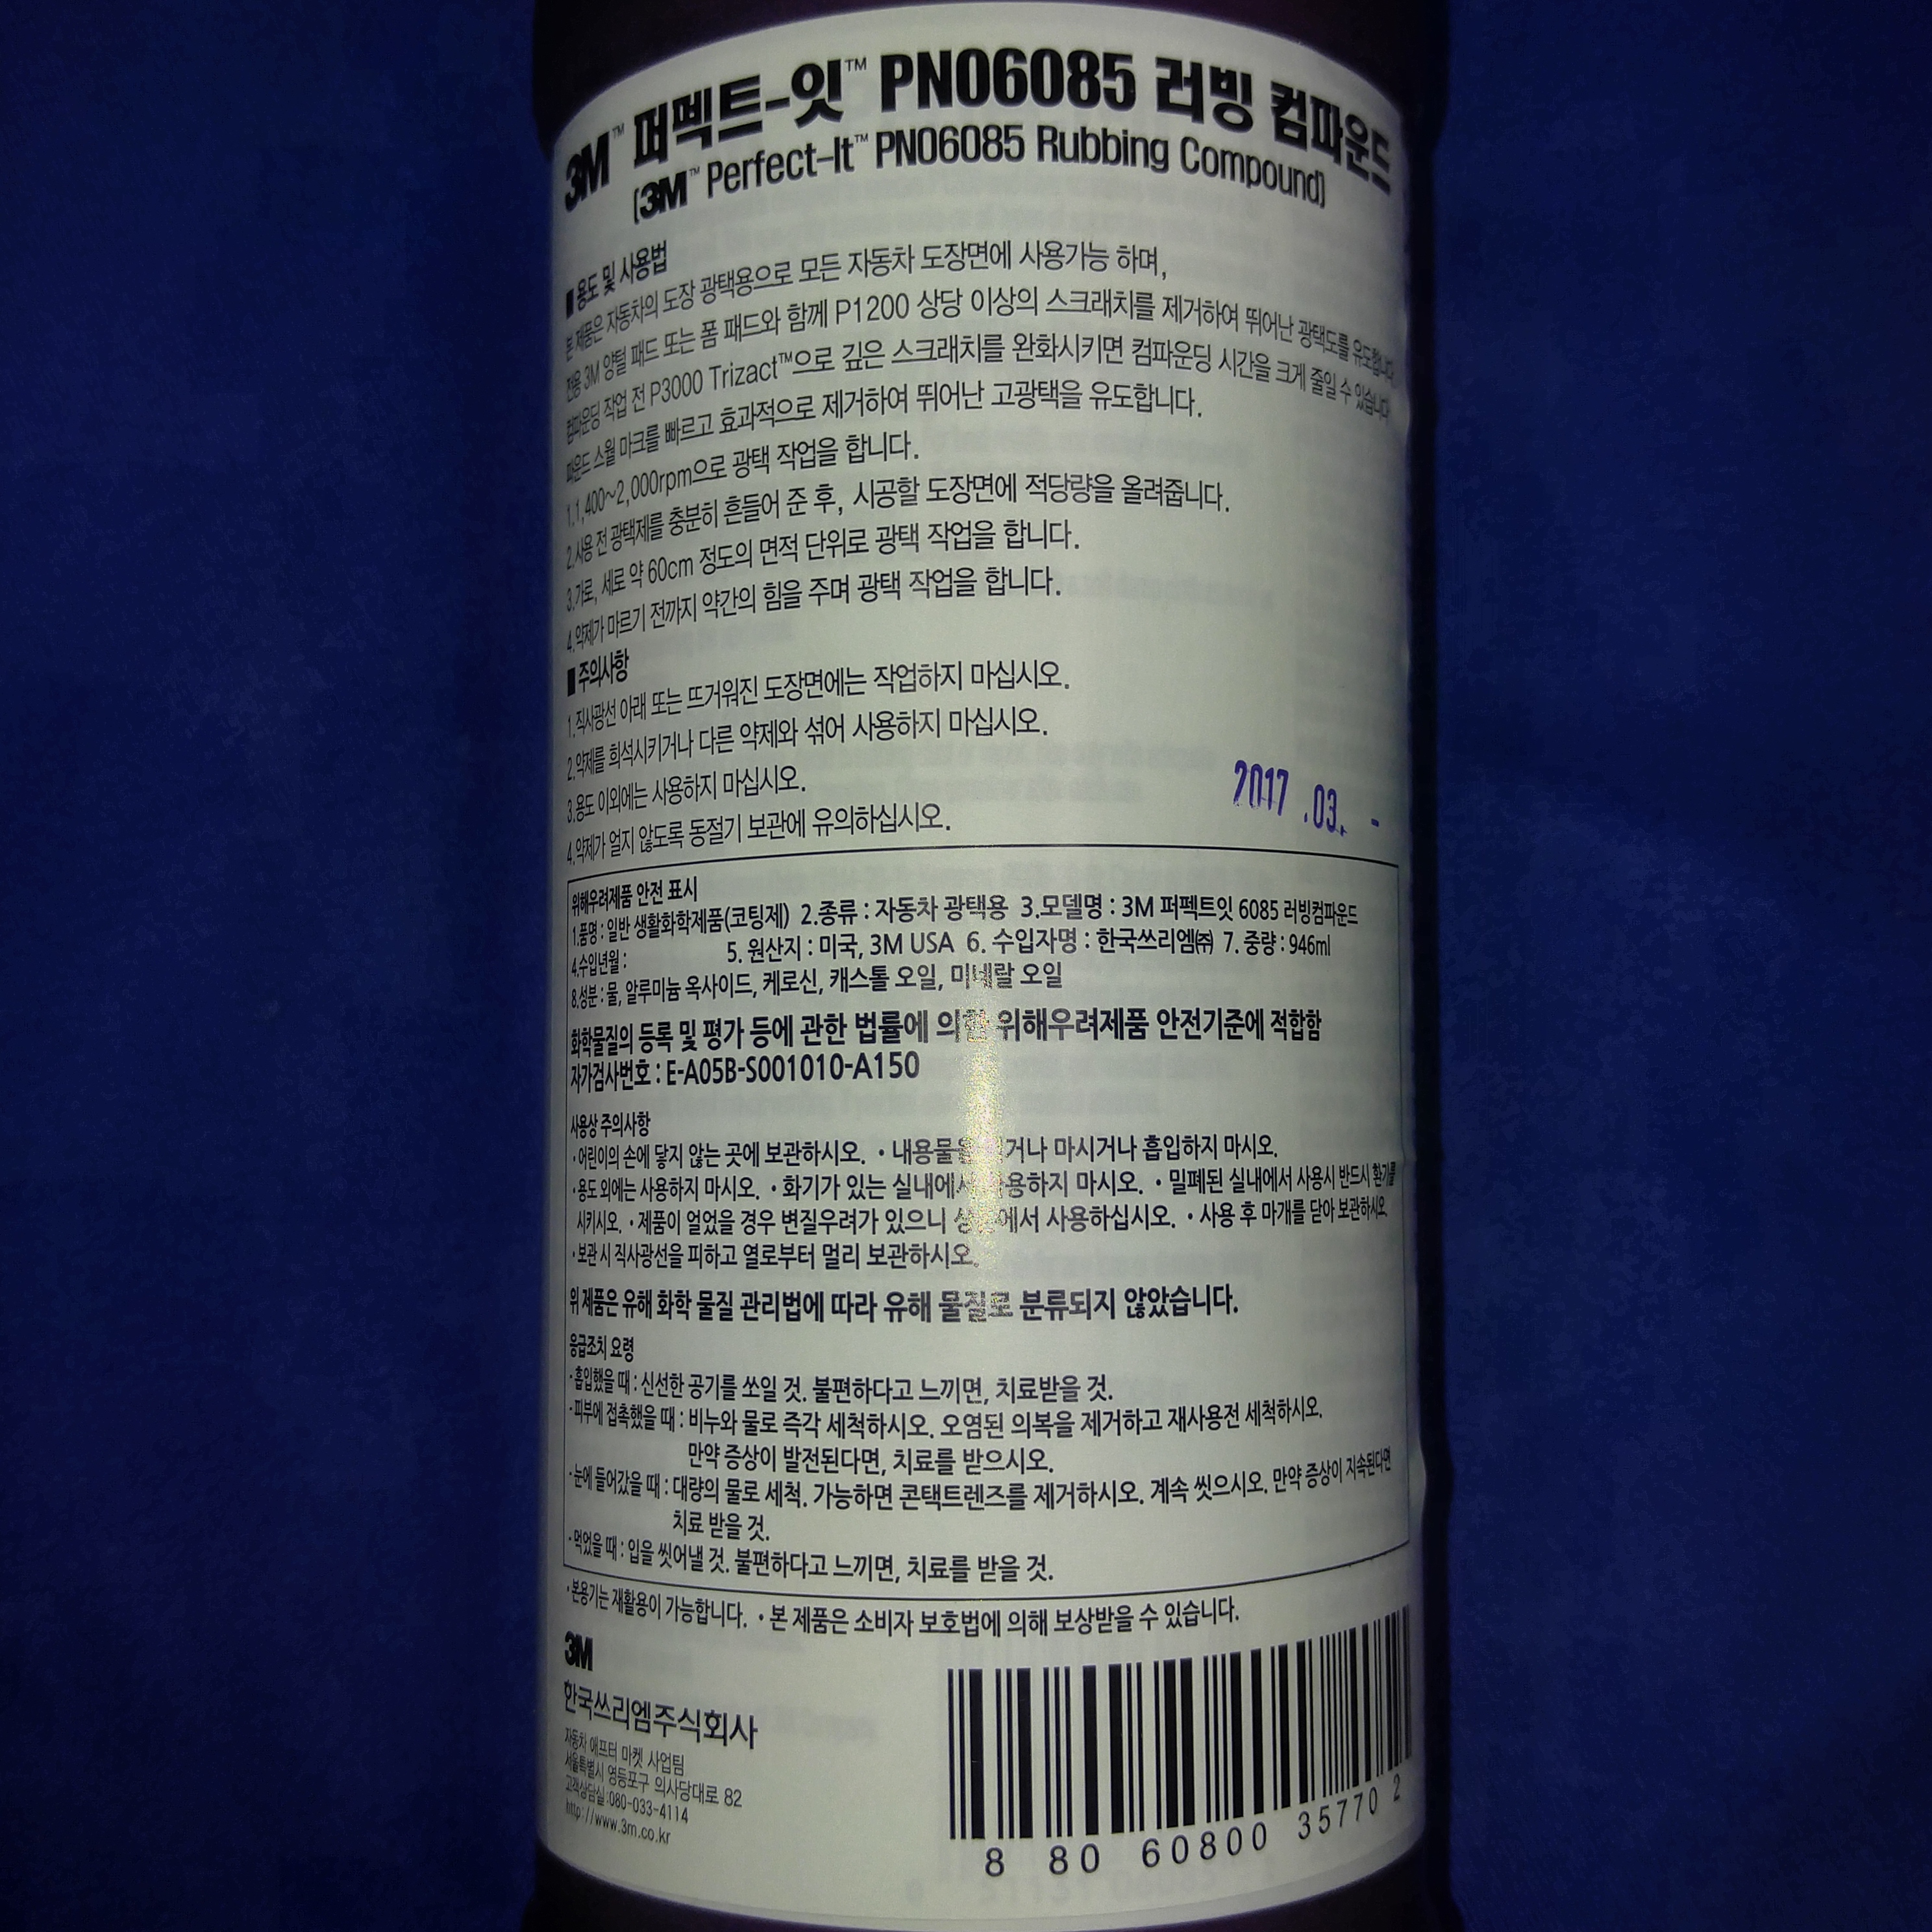 3M™ 퍼펙트-잇™ PN06085 러빙 컴파운드
(3M™ Perfect-It™ PN06085 Rubbing Compound)
■ 용도 및 사용법
본 제품은 자동차의 도장 광택용으로 모든 자동차 도장면에 사용가능 하며,
전용 3M 양털 패드 또는 폼 패드와 함께 P1200 상당 이상의 스크래치를 제거하여 뛰어난 광택도를 유도합니다.
컴파운딩 작업 전 P3000 Trizact™으로 깊은 스크래치를 완화시키면 컴파운딩 시간을 크게 줄일 수 있습니다
파운드 스월 마크를 빠르고 효과적으로 제거하여 뛰어난 고광택을 유도합니다.
1.1,400~2,000rpm으로 광택 작업을 합니다.
2.사용 전 광택제를 충분히 흔들어 준 후, 시공할 도장면에 적당량을 올려줍니다.
3.가로, 세로 약 60cm 정도의 면적 단위로 광택 작업을 합니다.
4.약제가 마르기 전까지 약간의 힘을 주며 광택 작업을 합니다.
■ 주의사항
1.직사광선 아래 또는 뜨거워진 도장면에는 작업하지 마십시오.
2.약제를 희석시키거나 다른 약제와 섞어 사용하지 마십시오.
3.용도 이외에는 사용하지 마십시오.
4.약제가 얼지 않도록 동절기 보관에 유의하십시오.
2017 .03. -
위해우려제품 안전 표시
1.품명 : 일반 생활화학제품(코팅제) 2.종류 : 자동차 광택용 3.모델명 : 3M 퍼펙트잇 6085 러빙컴파운드
4.수입년월 : 5. 원산지 : 미국, 3M USA 6. 수입자명 : 한국쓰리엠㈜ 7. 중량 : 946ml
8.성분 : 물, 알루미늄 옥사이드, 케로신, 캐스톨 오일, 미네랄 오일
화학물질의 등록 및 평가 등에 관한 법률에 의한 위해우려제품 안전기준에 적합함
자가검사번호 : E-A05B-S001010-A150
사용상 주의사항
· 어린이의 손에 닿지 않는 곳에 보관하시오. · 내용물을 거나 마시거나 흡입하지 마시오.
· 용도 외에는 사용하지 마시오. · 화기가 있는 실내에서 사용하지 마시오. · 밀폐된 실내에서 사용시 반드시 환기를
시키시오. · 제품이 얼었을 경우 변질우려가 있으니 상온에서 사용하십시오. · 사용 후 마개를 닫아 보관하시오.
· 보관 시 직사광선을 피하고 열로부터 멀리 보관하시오.
위 제품은 유해 화학 물질 관리법에 따라 유해 물질로 분류되지 않았습니다.
응급조치 요령
· 흡입했을 때 : 신선한 공기를 쏘일 것. 불편하다고 느끼면, 치료받을 것.
· 피부에 접촉했을 때 : 비누와 물로 즉각 세척하시오. 오염된 의복을 제거하고 재사용전 세척하시오.
만약 증상이 발전된다면, 치료를 받으시오.
· 눈에 들어갔을 때 : 대량의 물로 세척. 가능하면 콘택트렌즈를 제거하시오. 계속 씻으시오. 만약 증상이 지속된다면
치료 받을 것.
· 먹었을 때 : 입을 씻어낼 것. 불편하다고 느끼면, 치료를 받을 것.
· 본용기는 재활용이 가능합니다. · 본 제품은 소비자 보호법에 의해 보상받을 수 있습니다.
3M
한국쓰리엠주식회사
자동차 애프터 마켓 사업팀
서울특별시 영등포구 의사당대로 82
고객상담실:080-033-4114
http://www.3m.co.kr
8 80 60800 35770 2